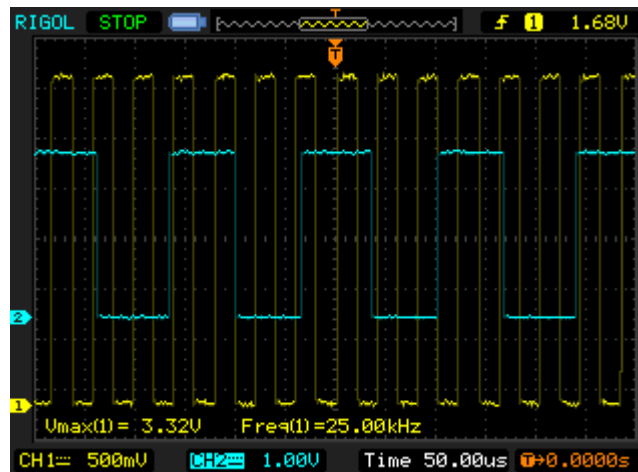 RIGOL STOP T f 1 1.68V
T
2
1
Vmax(1)= 3.32V Freq(1)=25.00kHz
CH1 500mV CH2 1.00V Time 50.00us T→0.0000s